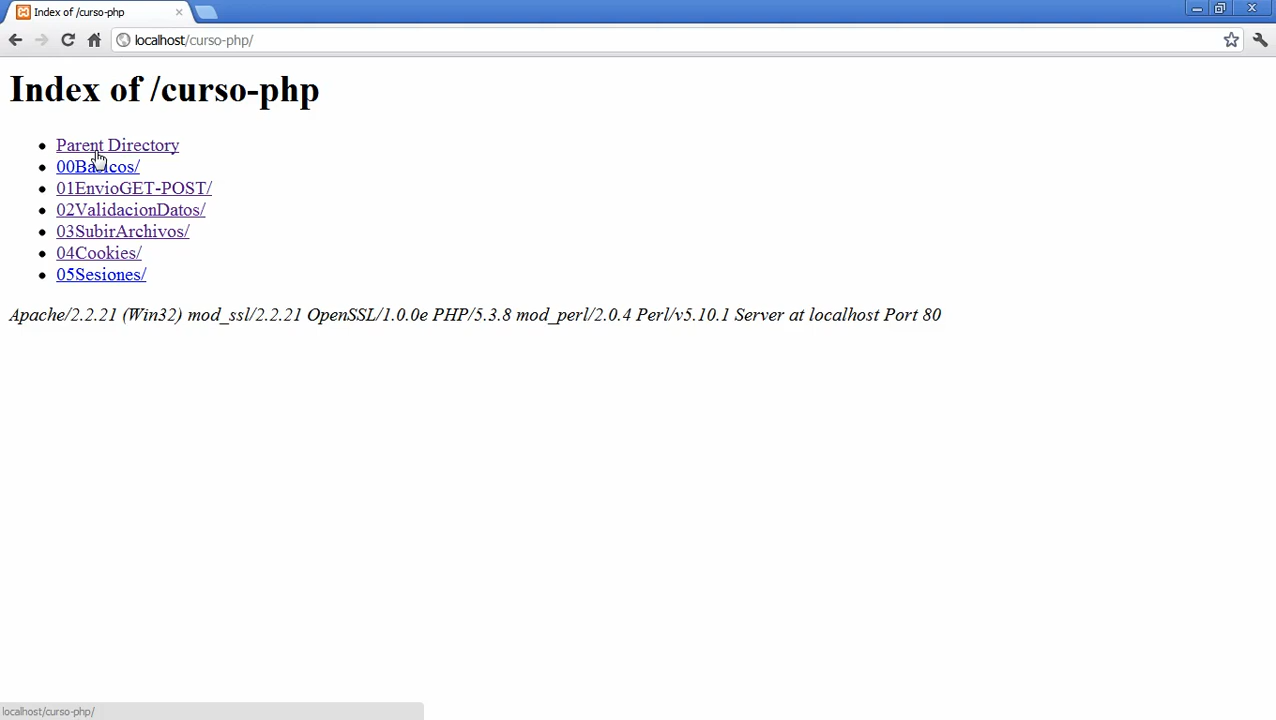 Index of /curso-php
localhost/curso-php/
Index of /curso-php
Parent Directory
00Basicos/
01EnvioGET-POST/
02ValidacionDatos/
03SubirArchivos/
04Cookies/
05Sesiones/
Apache/2.2.21 (Win32) mod_ssl/2.2.21 OpenSSL/1.0.0e PHP/5.3.8 mod_perl/2.0.4 Perl/v5.10.1 Server at localhost Port 80
localhost/curso-php/